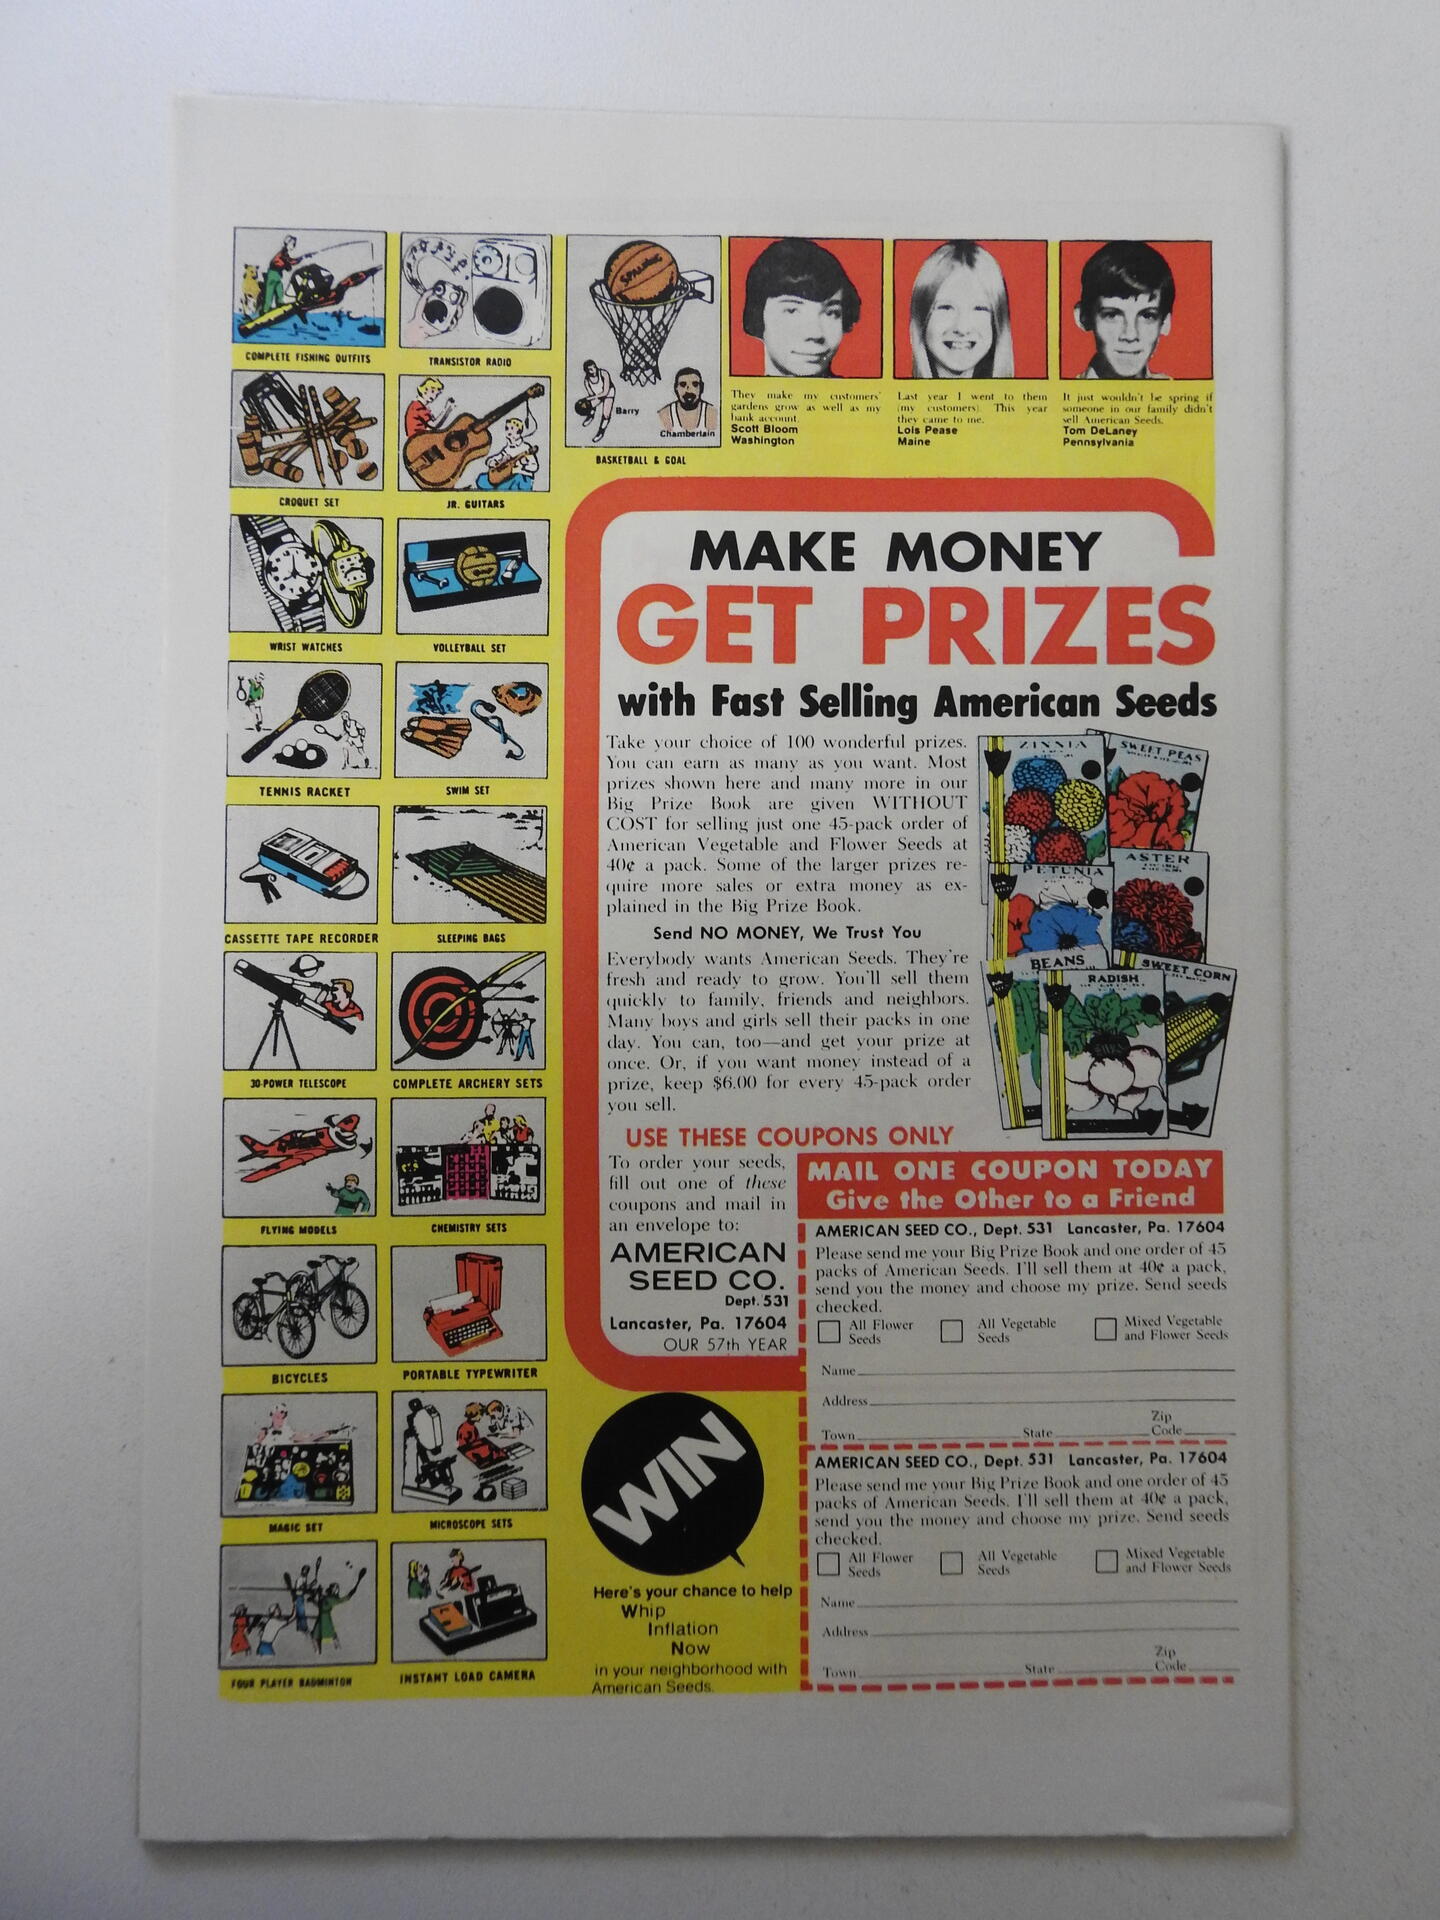 COMPLETE FISHING OUTFITS
TRANSISTOR RADIO
CROQUET SET
JR. GUITARS
WRIST WATCHES
VOLLEYBALL SET
TENNIS RACKET
SWIM SET
CASSETTE TAPE RECORDER
SLEEPING BAGS
30-POWER TELESCOPE
COMPLETE ARCHERY SETS
FLYING MODELS
CHEMISTRY SETS
BICYCLES
PORTABLE TYPEWRITER
MAGIC SET
MICROSCOPE SETS
FOUR PLAYER BADMINTON
INSTANT LOAD CAMERA
SPALDING
Barry
Chamberlain
BASKETBALL & GOAL
They make my customers'
gardens grow as well as my
bank account.
Scott Bloom
Washington
Last year I went to them
(my customers). This year
they came to me.
Lois Pease
Maine
It just wouldn't be spring if
someone in our family didn't
sell American Seeds.
Tom DeLaney
Pennsylvania
MAKE MONEY
GET PRIZES
with Fast Selling American Seeds
Take your choice of 100 wonderful prizes.
You can earn as many as you want. Most
prizes shown here and many more in our
Big Prize Book are given WITHOUT
COST for selling just one 45-pack order of
American Vegetable and Flower Seeds at
40¢ a pack. Some of the larger prizes re-
quire more sales or extra money as ex-
plained in the Big Prize Book.
Send NO MONEY, We Trust You
Everybody wants American Seeds. They're
fresh and ready to grow. You'll sell them
quickly to family, friends and neighbors.
Many boys and girls sell their packs in one
day. You can, too—and get your prize at
once. Or, if you want money instead of a
prize, keep $6.00 for every 45-pack order
you sell.
ZINNIA
SWEET PEAS
PETUNIA
ASTER
BEANS
RADISH
SWEET CORN
USE THESE COUPONS ONLY
To order your seeds,
fill out one of these
coupons and mail in
an envelope to:
AMERICAN
SEED CO.
Dept. 531
Lancaster, Pa. 17604
OUR 57th YEAR
MAIL ONE COUPON TODAY
Give the Other to a Friend
AMERICAN SEED CO., Dept. 531 Lancaster, Pa. 17604
Please send me your Big Prize Book and one order of 45
packs of American Seeds. I'll sell them at 40¢ a pack,
send you the money and choose my prize. Send seeds
checked.
All Flower Seeds
All Vegetable Seeds
Mixed Vegetable and Flower Seeds
Name
Address
Town State Zip Code
AMERICAN SEED CO., Dept. 531 Lancaster, Pa. 17604
Please send me your Big Prize Book and one order of 45
packs of American Seeds. I'll sell them at 40¢ a pack,
send you the money and choose my prize. Send seeds
checked.
All Flower Seeds
All Vegetable Seeds
Mixed Vegetable and Flower Seeds
Name
Address
Town State Zip Code
WIN
Here's your chance to help
Whip
Inflation
Now
in your neighborhood with
American Seeds.